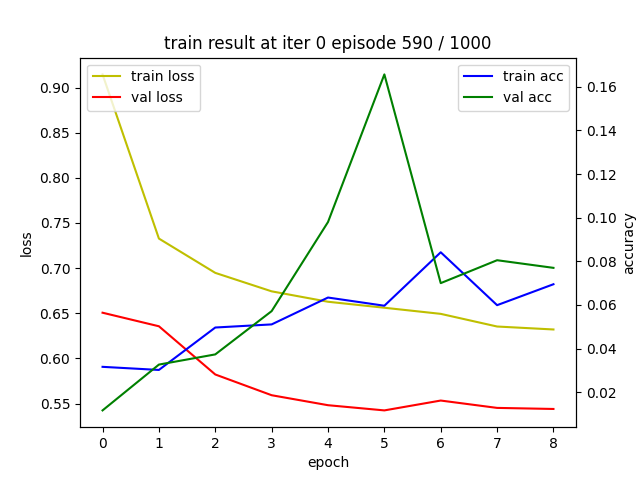 train result at iter 0 episode 590 / 1000
train loss
val loss
train acc
val acc
0.90
0.85
0.80
0.75
0.70
0.65
0.60
0.55
loss
0.16
0.14
0.12
0.10
0.08
0.06
0.04
0.02
accuracy
0 1 2 3 4 5 6 7 8
epoch